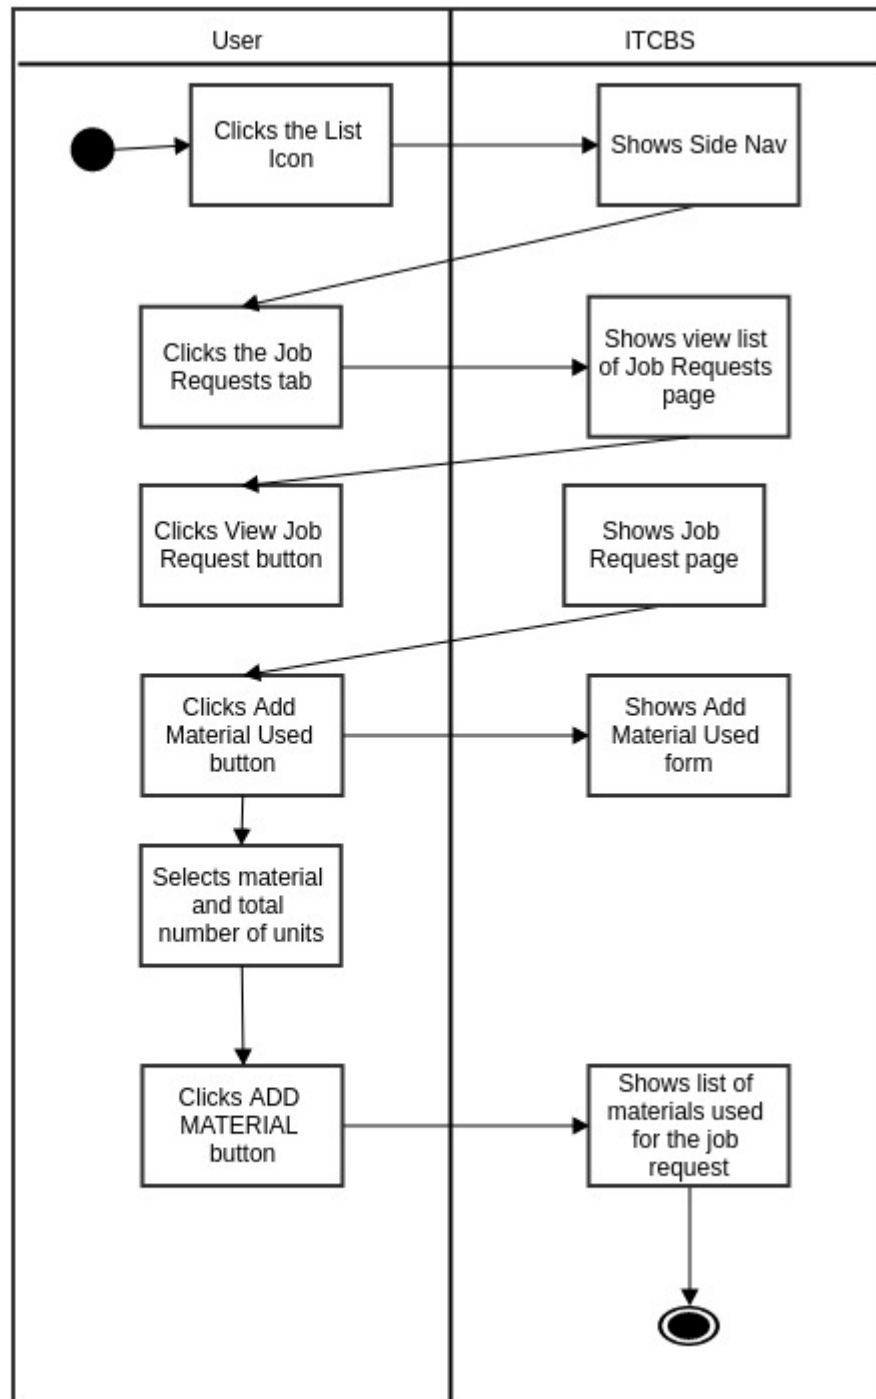 User
ITCBS
Clicks the List
Icon
Shows Side Nav
Clicks the Job
Requests tab
Shows view list
of Job Requests
page
Clicks View Job
Request button
Shows Job
Request page
Clicks Add
Material Used
button
Shows Add
Material Used
form
Selects material
and total
number of units
Clicks ADD
MATERIAL
button
Shows list of
materials used
for the job
request